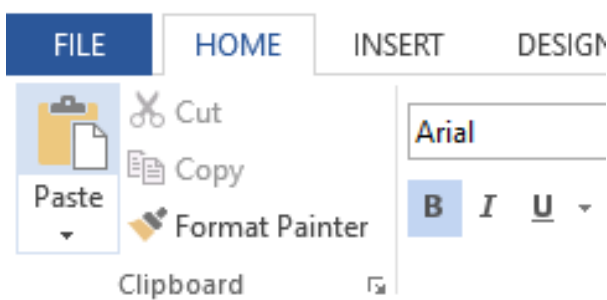 FILE HOME INSERT DESIGN
Cut
Arial
Copy
Paste
B I U
Format Painter
Clipboard